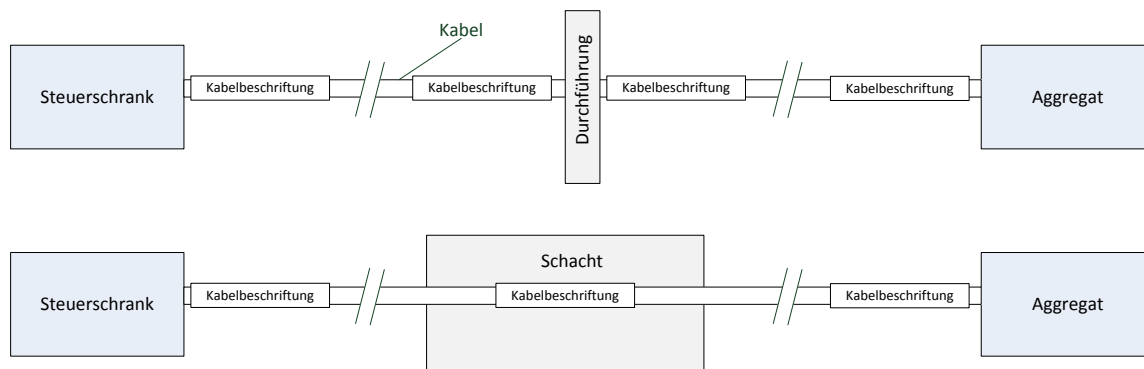 Kabel
Durchführung
Steuerschrank
Kabelbeschriftung
Kabelbeschriftung
Kabelbeschriftung
Kabelbeschriftung
Aggregat
Schacht
Steuerschrank
Kabelbeschriftung
Kabelbeschriftung
Kabelbeschriftung
Aggregat